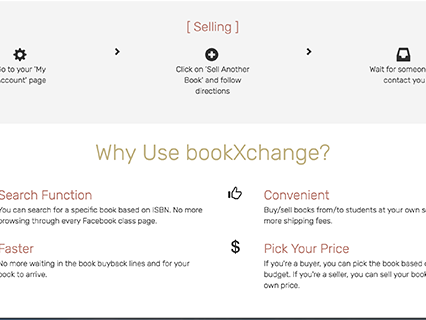 [ Selling ]
Go to your 'My
Account' page
Click on 'Sell Another
Book' and follow
directions
Wait for someon
contact you
Why Use bookXchange?
Search Function
You can search for a specific book based on ISBN. No more
browsing through every Facebook class page.
Convenient
Buy/sell books from/to students at your own s
more shipping fees.
Faster
No more waiting in the book buyback lines and for your
book to arrive.
$
Pick Your Price
If you're a buyer, you can pick the book based o
budget. If you're a seller, you can sell your book
own price.